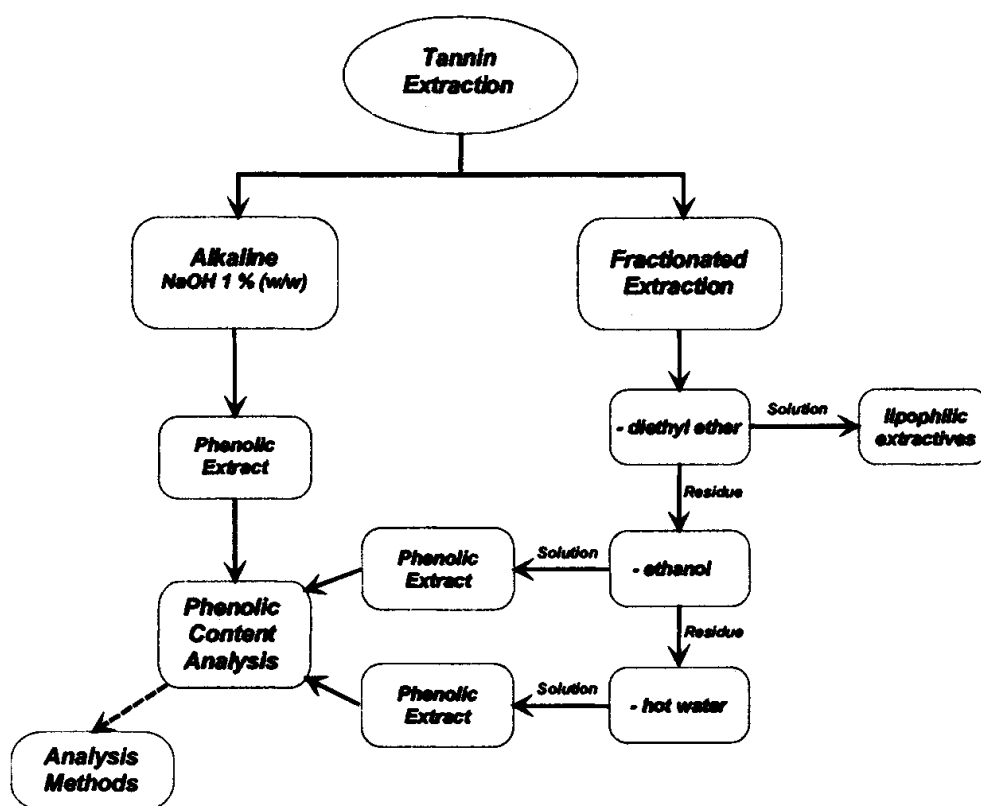 Tannin
Extraction
Alkaline
NaOH 1 % (w/w)
Fractionated
Extraction
- diethyl ether
Solution
lipophilic
extractives
Phenolic
Extract
Residue
Phenolic
Extract
Solution
- ethanol
Phenolic
Content
Analysis
Residue
Phenolic
Extract
Solution
- hot water
Analysis
Methods